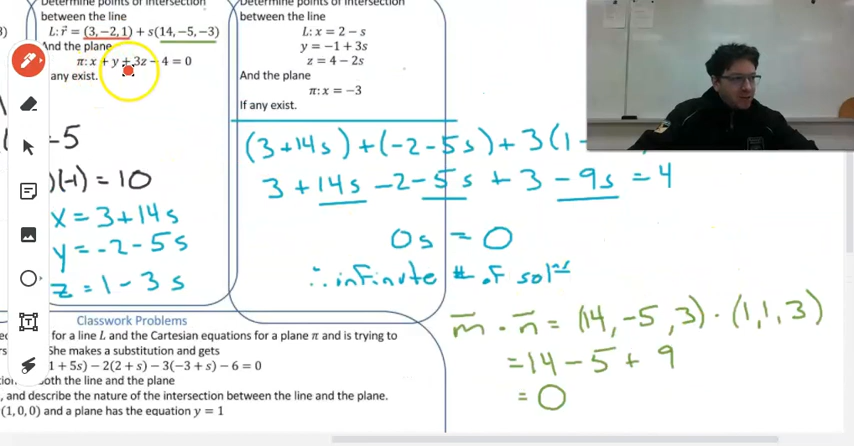 Determine points of intersection
between the line
L: r⃗ = (3, −2, 1) + s(14, −5, −3)
And the plane
π: x + y + 3z − 4 = 0
any exist.
−5
)(-1) = 10
x = 3+14s
y = -2-5s
z = 1-3s
Determine points of intersection
between the line
L: x = 2 − s
y = −1 + 3s
z = 4 − 2s
And the plane
π: x = −3
If any exist.
(3+14s)+(-2-5s)+3(1-
3+14s-2-5s+3-9s=4
0s = 0
∴ infinite # of solns
m · n = (14, -5, 3) · (1, 1, 3)
= 14 - 5 + 9
= 0
Classwork Problems
for a line L and the Cartesian equations for a plane π and is trying to
She makes a substitution and gets
1 + 5s) − 2(2 + s) − 3(−3 + s) − 6 = 0
both the line and the plane
, and describe the nature of the intersection between the line and the plane.
(1, 0, 0) and a plane has the equation y = 1